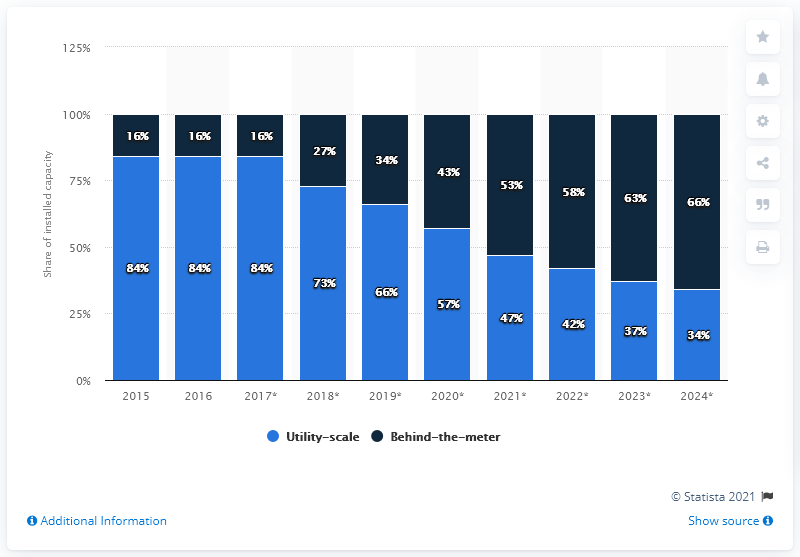 125%
100%
75%
50%
25%
0%
Share of installed capacity
16% 16% 16% 27% 34% 43% 53% 58% 63% 66%
84% 84% 84% 73% 66% 57% 47% 42% 37% 34%
2015 2016 2017* 2018* 2019* 2020* 2021* 2022* 2023* 2024*
Utility-scale Behind-the-meter
© Statista 2021
Additional Information Show source